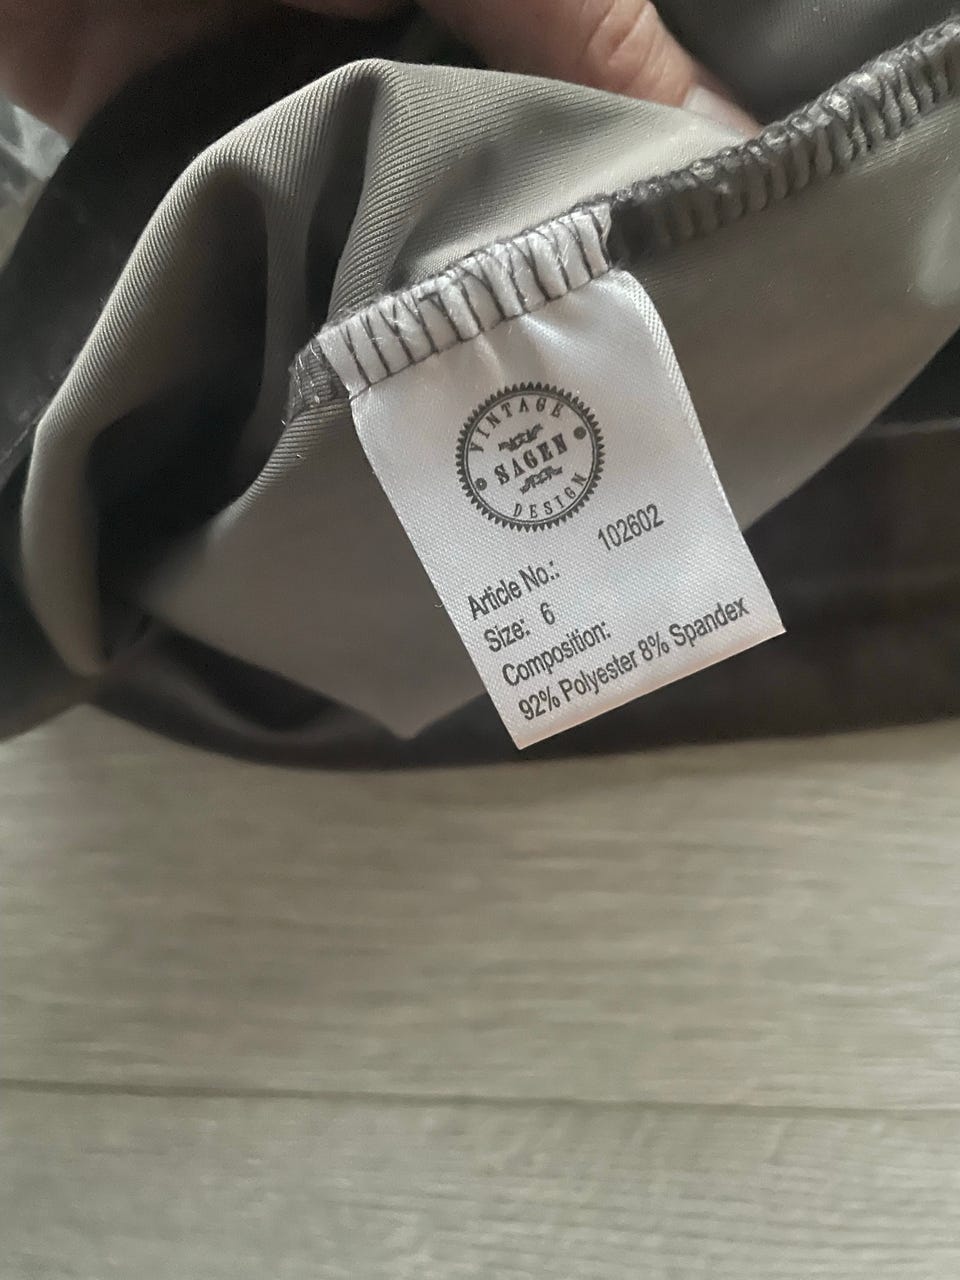 VINTAGE
SAGEN
DESIGN
Article No.: 102602
Size: 6
Composition:
92% Polyester 8% Spandex